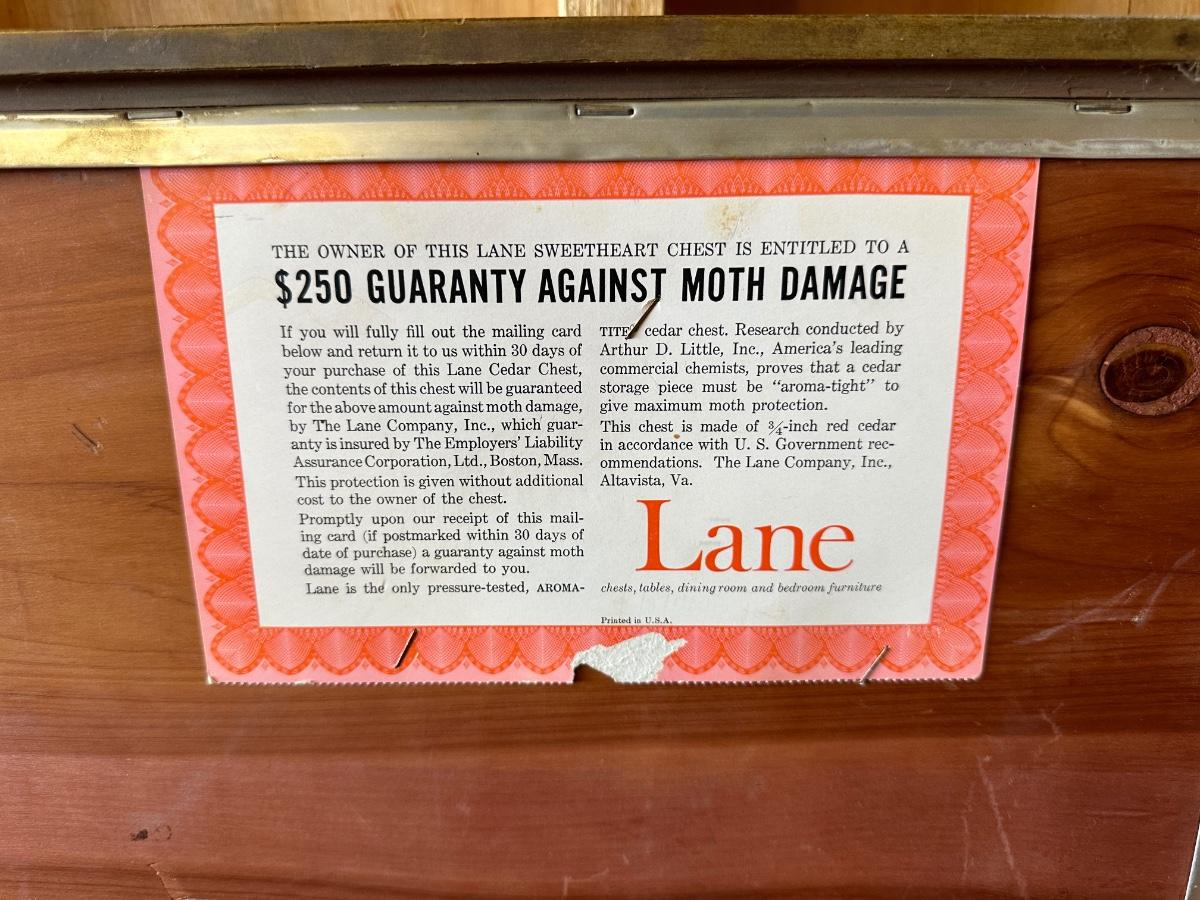 THE OWNER OF THIS LANE SWEETHEART CHEST IS ENTITLED TO A
$250 GUARANTY AGAINST MOTH DAMAGE
If you will fully fill out the mailing card
below and return it to us within 30 days of
your purchase of this Lane Cedar Chest,
the contents of this chest will be guaranteed
for the above amount against moth damage,
by The Lane Company, Inc., which guar-
anty is insured by The Employers' Liability
Assurance Corporation, Ltd., Boston, Mass.
This protection is given without additional
cost to the owner of the chest.
Promptly upon our receipt of this mail-
ing card (if postmarked within 30 days of
date of purchase) a guaranty against moth
damage will be forwarded to you.
Lane is the only pressure-tested, AROMA-
TITE® cedar chest. Research conducted by
Arthur D. Little, Inc., America's leading
commercial chemists, proves that a cedar
storage piece must be "aroma-tight" to
give maximum moth protection.
This chest is made of ¾-inch red cedar
in accordance with U. S. Government rec-
ommendations. The Lane Company, Inc.,
Altavista, Va.
Lane
chests, tables, dining room and bedroom furniture
Printed in U.S.A.